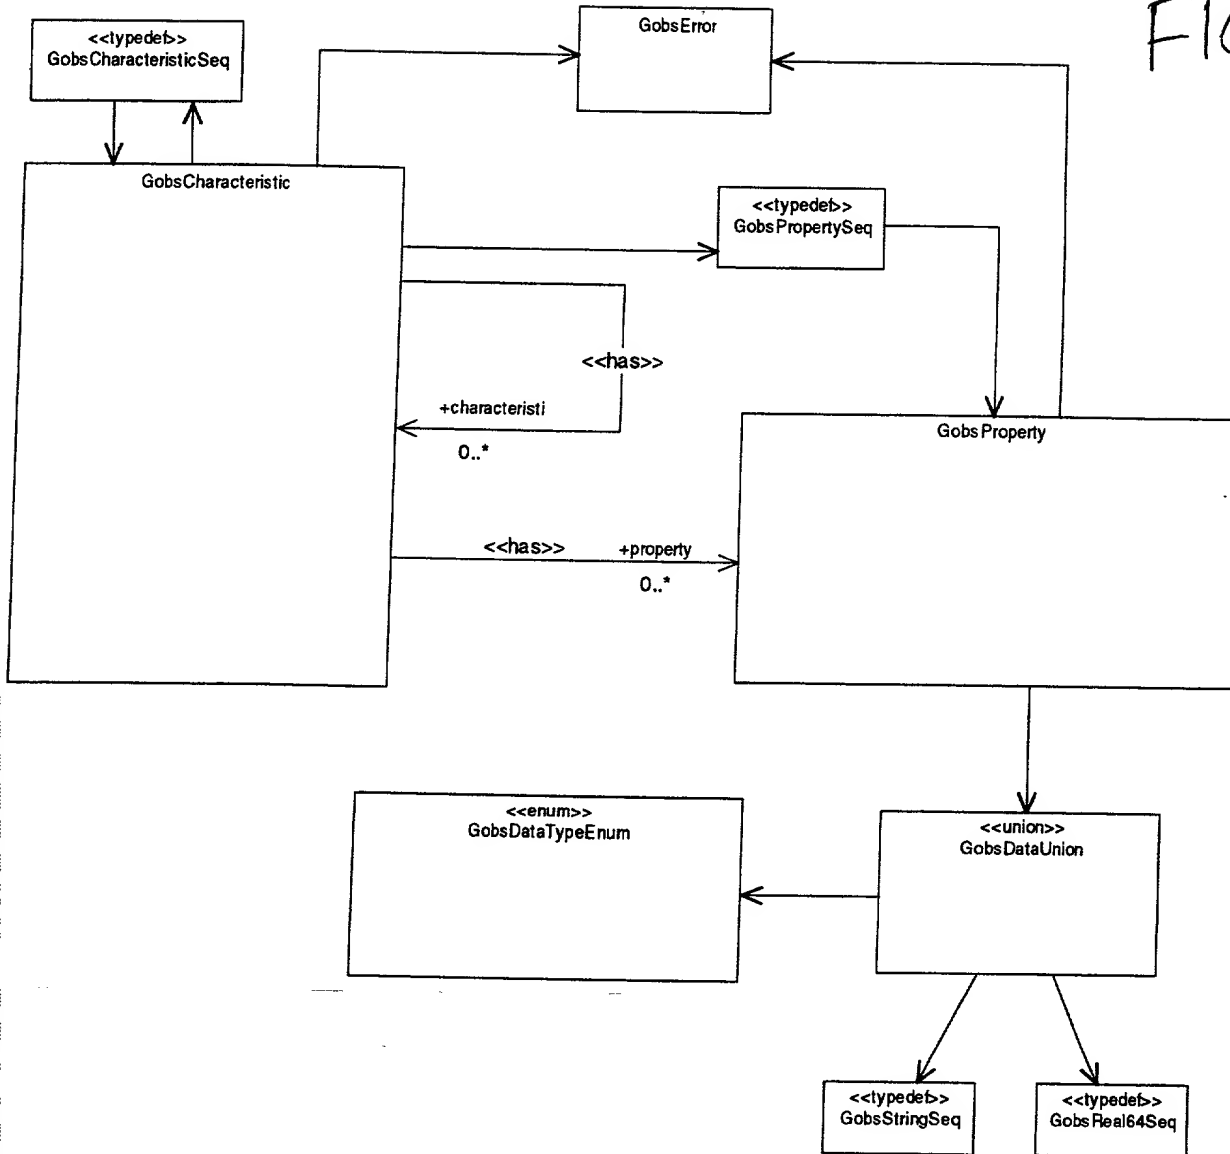 <<typedef>>
GobsCharacteristicSeq
GobsError
GobsCharacteristic
<<typedef>>
GobsPropertySeq
<<has>>
+characteristi
0..*
GobsProperty
<<has>>
+property
0..*
<<enum>>
GobsDataTypeEnum
<<union>>
GobsDataUnion
<<typedef>>
GobsStringSeq
<<typedef>>
GobsReal64Seq